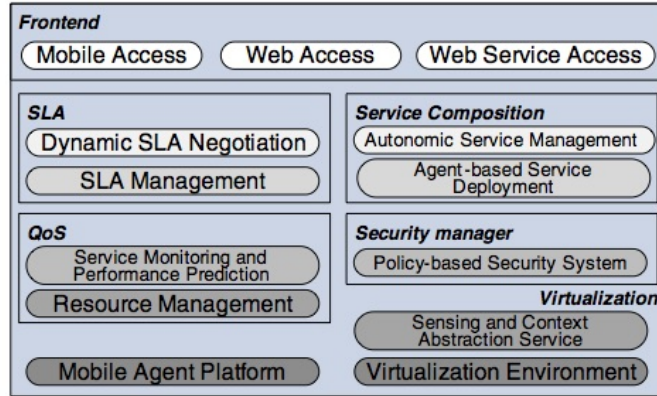 Frontend
Mobile Access
Web Access
Web Service Access
SLA
Dynamic SLA Negotiation
SLA Management
Service Composition
Autonomic Service Management
Agent-based Service
Deployment
QoS
Service Monitoring and
Performance Prediction
Resource Management
Security manager
Policy-based Security System
Virtualization
Sensing and Context
Abstraction Service
Mobile Agent Platform
Virtualization Environment